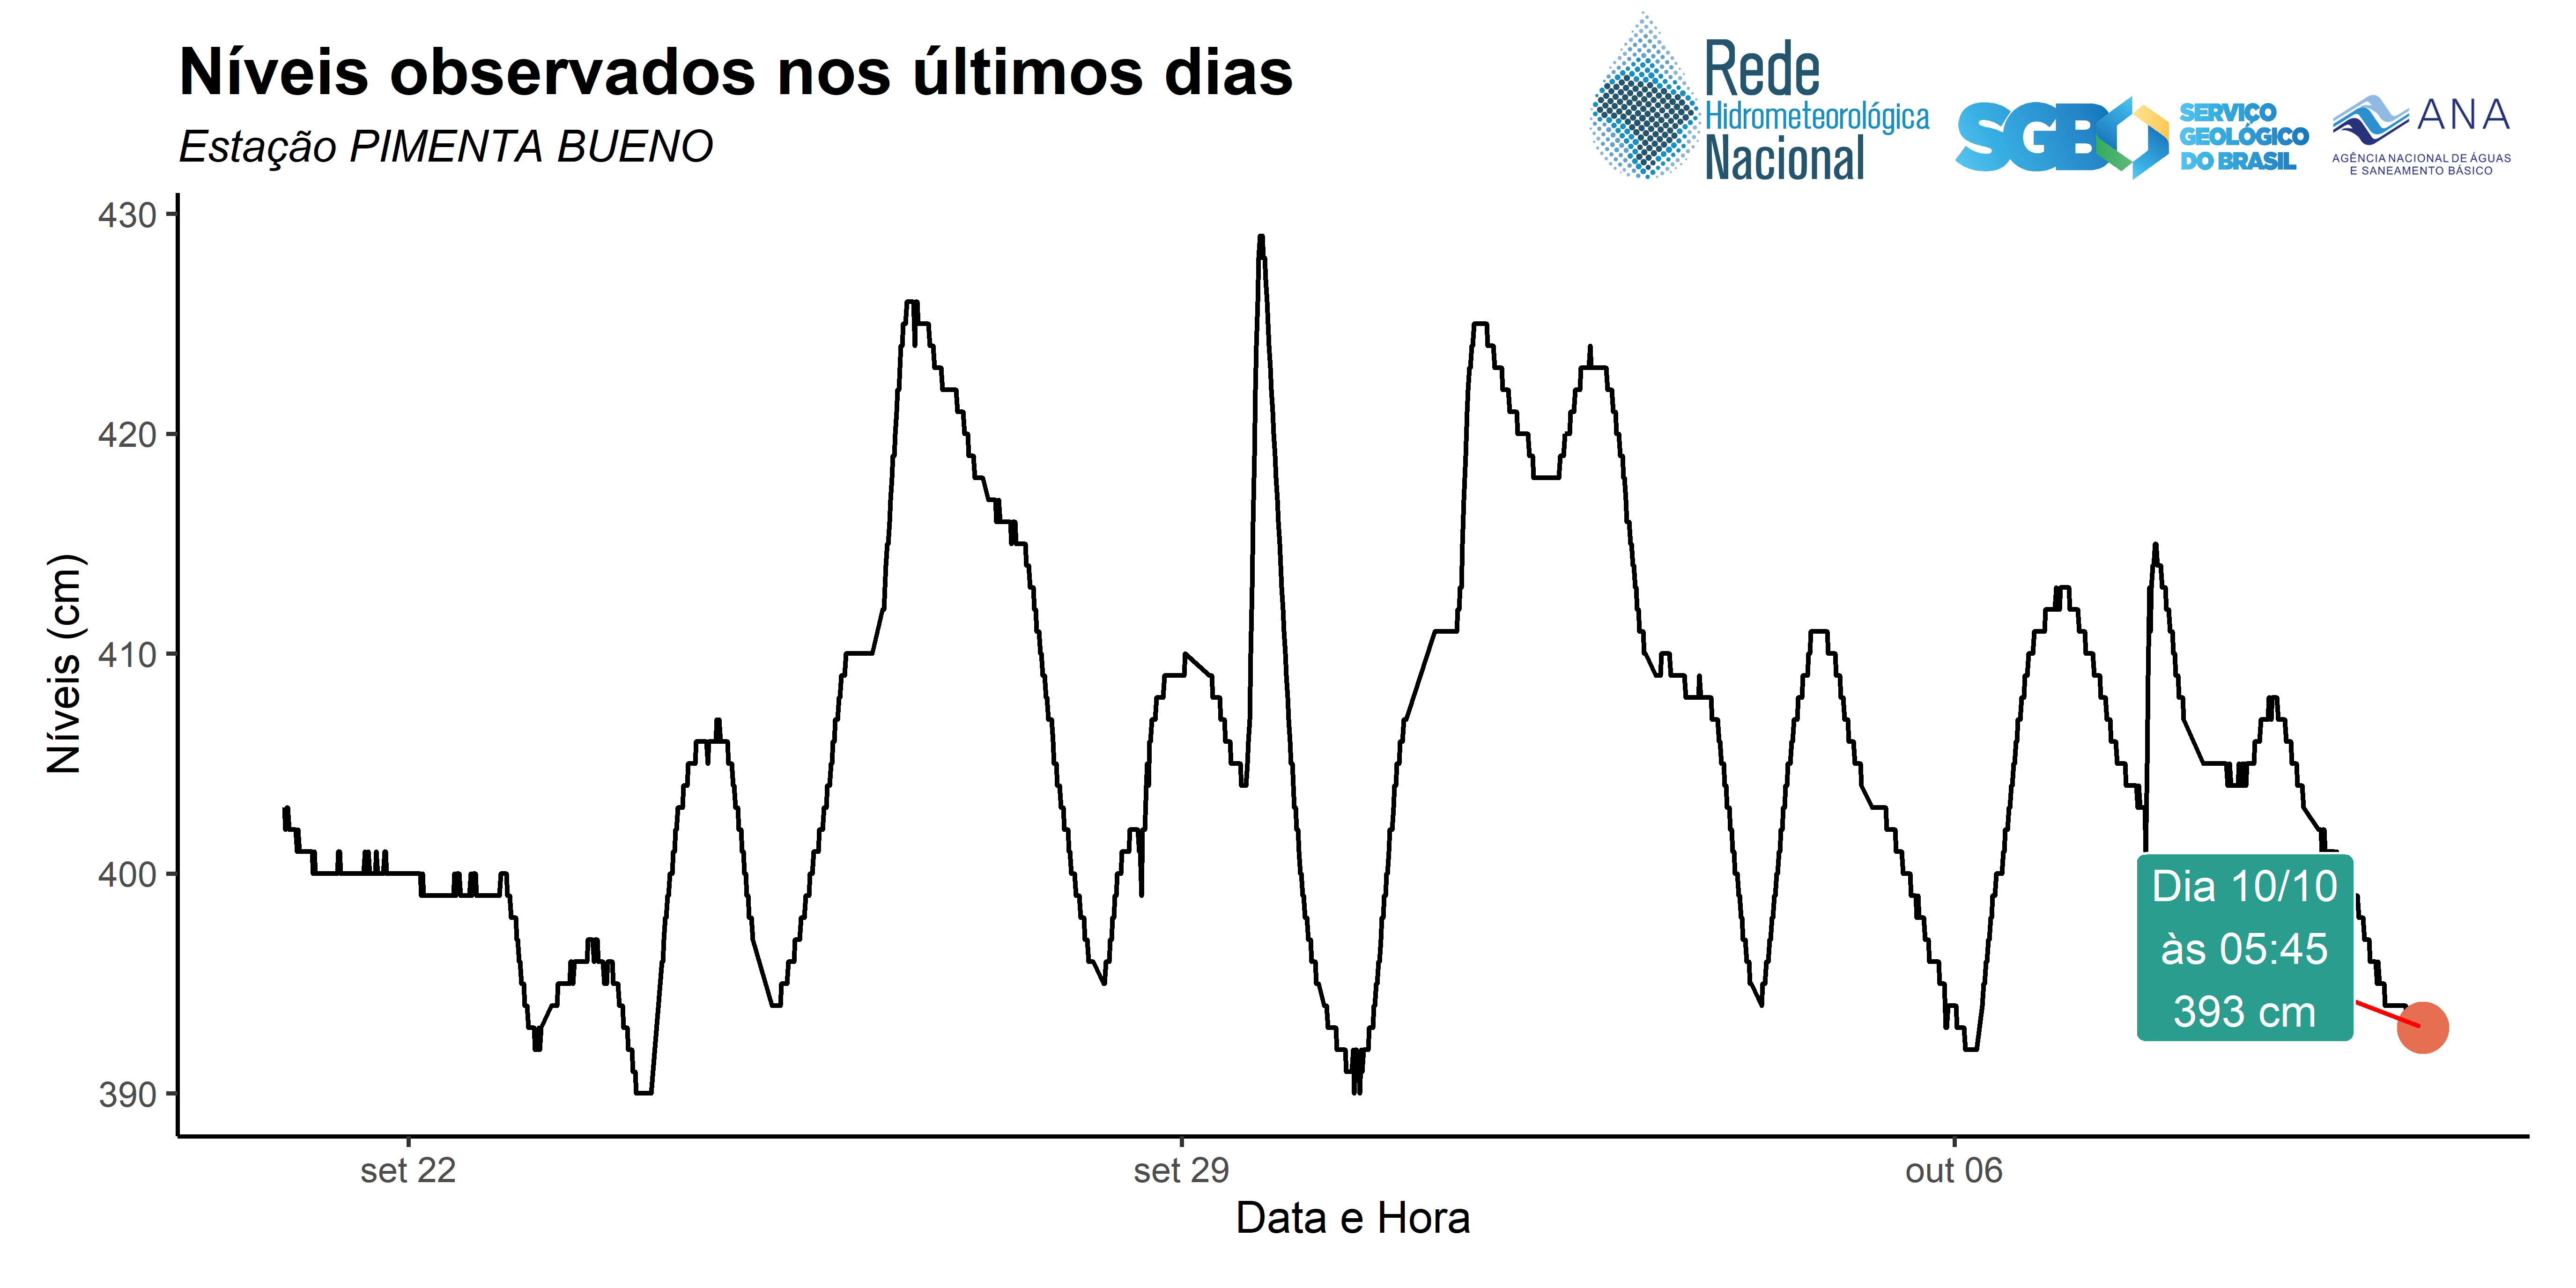 Níveis observados nos últimos dias
Estação PIMENTA BUENO
Rede
Hidrometeorológica
Nacional
SGB
SERVIÇO
GEOLÓGICO
DO BRASIL
ANA
AGÊNCIA NACIONAL DE ÁGUAS
E SANEAMENTO BÁSICO
Níveis (cm)
430
420
410
400
390
Dia 10/10
às 05:45
393 cm
set 22
set 29
out 06
Data e Hora